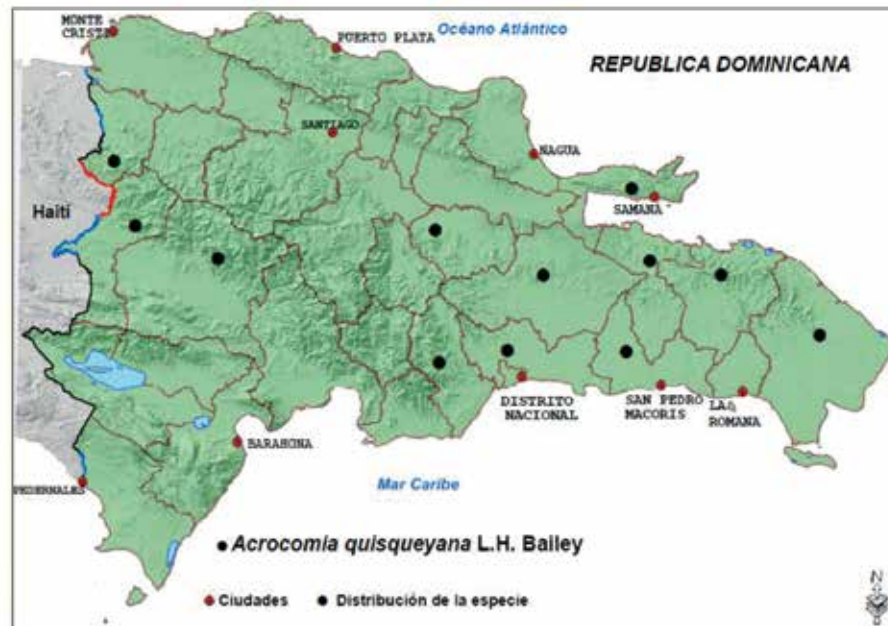 MONTE
CRISTI
PUERTO PLATA
Océano Atlántico
REPUBLICA DOMINICANA
SANTIAGO
NAGUA
Haití
SAMANA
DISTRITO
NACIONAL
SAN PEDRO
MACORIS
LA
ROMANA
BARAHONA
PEDERNALES
Mar Caribe
Acrocomia quisqueyana L.H. Bailey
Ciudades
Distribución de la especie
N